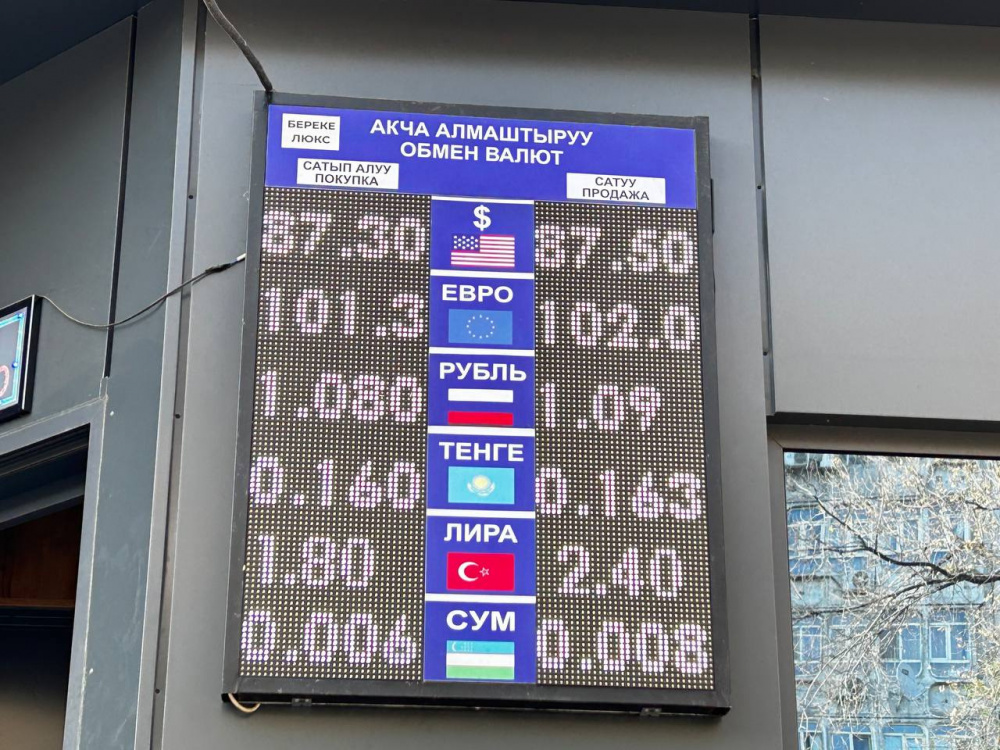 БЕРЕКЕ
ЛЮКС
АКЧА АЛМАШТЫРУУ
ОБМЕН ВАЛЮТ
САТЫП АЛУУ
ПОКУПКА
САТУУ
ПРОДАЖА
87.30 $ 87.50
ЕВРО
101.3 102.0
РУБЛЬ
1.080 1.09
ТЕНГЕ
0.160 0.163
ЛИРА
1.80 2.40
СУМ
0.006 0.008